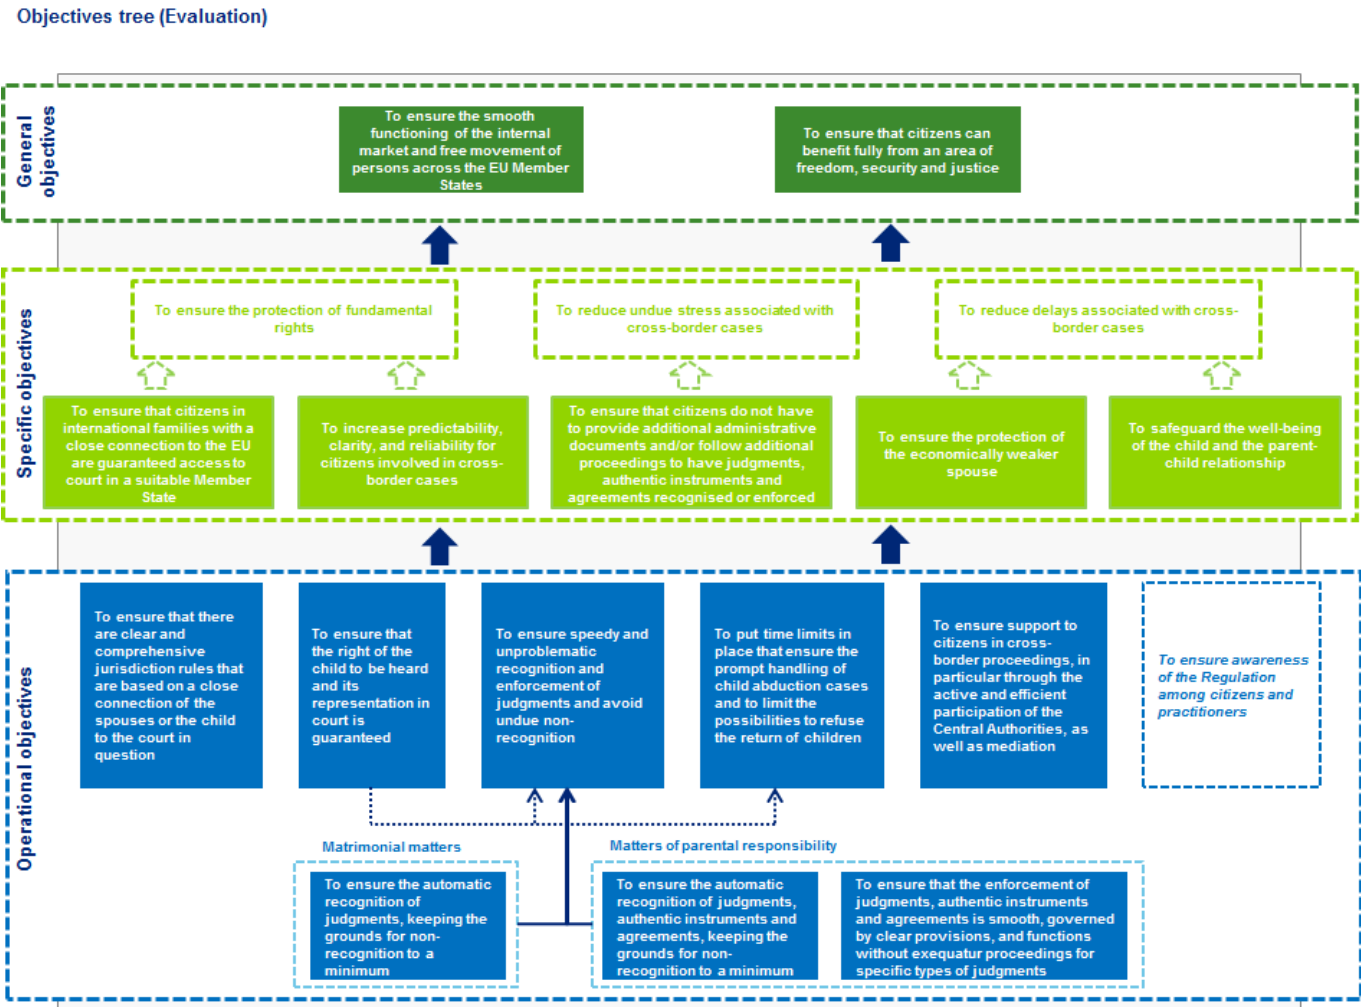 Objectives tree (Evaluation)
General
objectives
To ensure the smooth
functioning of the internal
market and free movement of
persons across the EU Member
States
To ensure that citizens can
benefit fully from an area of
freedom, security and justice
Specific objectives
To ensure the protection of fundamental
rights
To reduce undue stress associated with
cross-border cases
To reduce delays associated with cross-
border cases
To ensure that citizens in
international families with a
close connection to the EU
are guaranteed access to
court in a suitable Member
State
To increase predictability,
clarity, and reliability for
citizens involved in cross-
border cases
To ensure that citizens do not have
to provide additional administrative
documents and/or follow additional
proceedings to have judgments,
authentic instruments and
agreements recognised or enforced
To ensure the protection of
the economically weaker
spouse
To safeguard the well-being
of the child and the parent-
child relationship
Operational objectives
To ensure that there
are clear and
comprehensive
jurisdiction rules that
are based on a close
connection of the
spouses or the child
to the court in
question
To ensure that
the right of the
child to be heard
and its
representation in
court is
guaranteed
To ensure speedy and
unproblematic
recognition and
enforcement of
judgments and avoid
undue non-
recognition
To put time limits in
place that ensure the
prompt handling of
child abduction cases
and to limit the
possibilities to refuse
the return of children
To ensure support to
citizens in cross-
border proceedings, in
particular through the
active and efficient
participation of the
Central Authorities, as
well as mediation
To ensure awareness
of the Regulation
among citizens and
practitioners
Matrimonial matters
To ensure the automatic
recognition of
judgments, keeping the
grounds for non-
recognition to a
minimum
Matters of parental responsibility
To ensure the automatic
recognition of judgments,
authentic instruments and
agreements, keeping the
grounds for non-
recognition to a minimum
To ensure that the enforcement of
judgments, authentic instruments
and agreements is smooth, governed
by clear provisions, and functions
without exequatur proceedings for
specific types of judgments